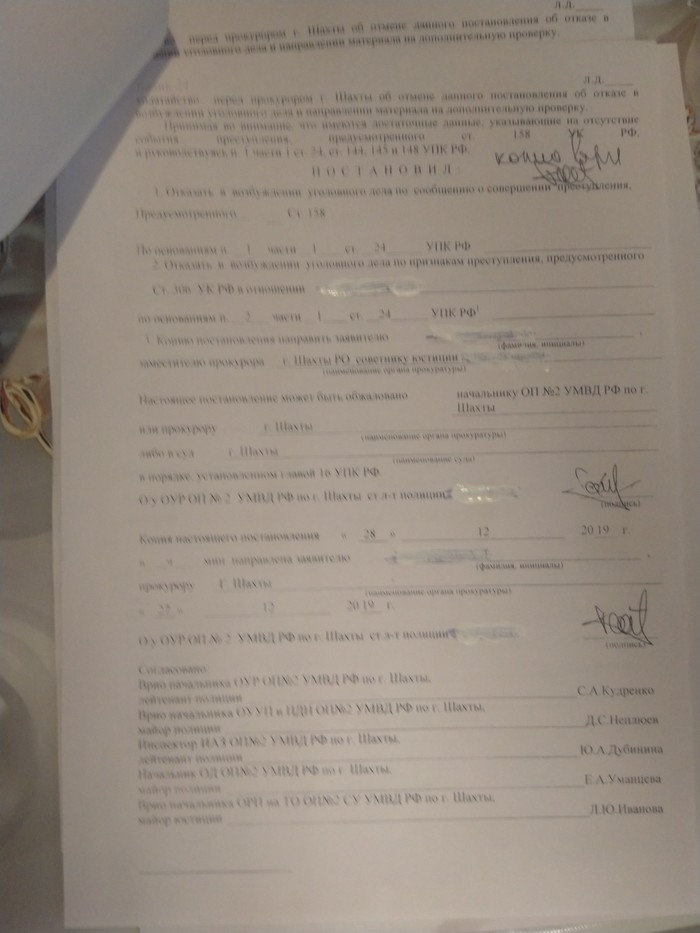 Л.Д.
перед прокурором г. Шахты об отмене данного постановления об отказе в
уголовного дела и направлении материала на дополнительную проверку.
Л.Д.
перед прокурором г. Шахты об отмене данного постановления об отказе в
возбуждении уголовного дела и направлении материала на дополнительную проверку.
Принимая во внимание, что имеются достаточные данные, указывающие на отсутствие
события преступления, предусмотренного ст. 158 УК РФ,
и руководствуясь п. 1 части 1 ст. 24, ст. 144, 145 и 148 УПК РФ,
копия
П О С Т А Н О В И Л
1. Отказать в возбуждении уголовного дела по сообщению о совершении преступления,
Предусмотренного Ст. 158
По основаниям п 1 части 1 ст. 24 УПК РФ
2. Отказать в возбуждении уголовного дела по признакам преступления, предусмотренного
Ст. 306 УК РФ в отношении
по основаниям п. 2 части 1 ст. 24 УПК РФ¹
3. Копию постановления направить заявителю
(фамилия, инициалы)
заместителю прокурора г. Шахты РО советнику юстиции
(наименование органа прокуратуры)
Настоящее постановление может быть обжаловано начальнику ОП №2 УМВД РФ по г.
Шахты
или прокурору г. Шахты
(наименование органа прокуратуры)
либо в суд г. Шахты
(наименование суда)
в порядке, установленном главой 16 УПК РФ.
О/у ОУР ОП № 2 УМВД РФ по г. Шахты ст.л-т полиции
(подпись)
Копия настоящего постановления « 28 » 12 20 19 г.
« ч мин направлена заявителю
(фамилия, инициалы)
прокурору Г Шахты
(наименование органа прокуратуры)
« 27 » 12 20 19 г.
О/у ОУР ОП № 2 УМВД РФ по г. Шахты ст.л-т полиции
(подпись)
Согласовано
Врио начальника ОУР ОП№2 УМВД РФ по г. Шахты,
лейтенант полиции С.А.Кудренко
Врио начальника ОУУП и ПДН ОП№2 УМВД РФ по г. Шахты,
майор полиции Д.С.Неплюев
Инспектор ИАЗ ОП№2 УМВД РФ по г. Шахты,
лейтенант полиции Ю.А.Дубинина
Начальник ОД ОП№2 УМВД РФ по г. Шахты,
майор полиции Е.А.Уманцева
Врио начальника ОРП на ТО ОП№2 СУ УМВД РФ по г. Шахты,
майор юстиции Л.Ю.Иванова